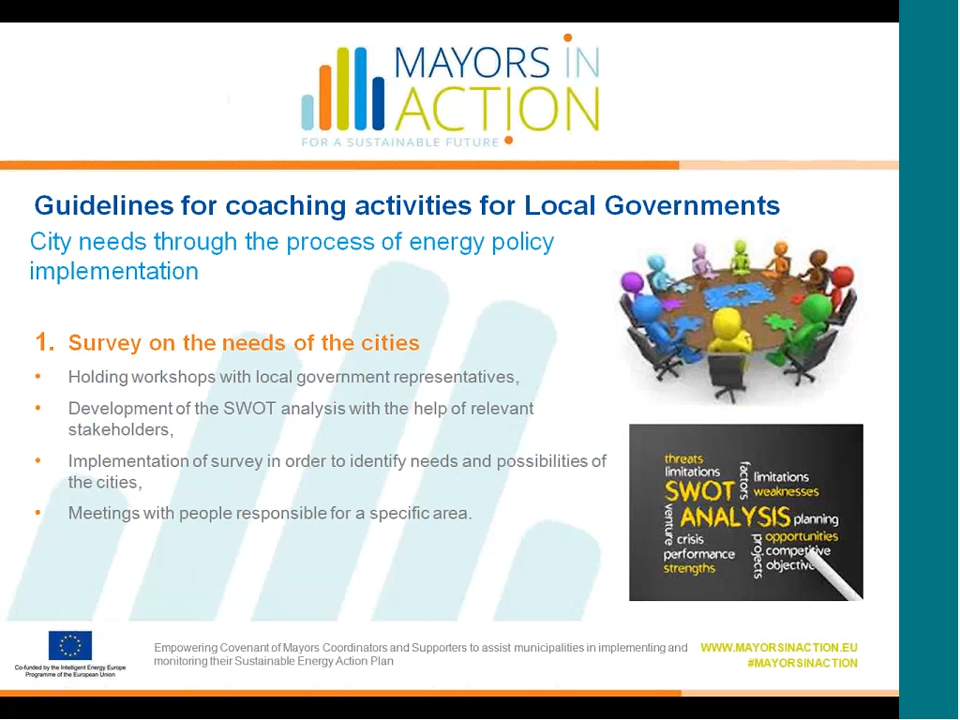 MAYORS IN
ACTION
FOR A SUSTAINABLE FUTURE
Guidelines for coaching activities for Local Governments
City needs through the process of energy policy
implementation
1. Survey on the needs of the cities
• Holding workshops with local government representatives,
• Development of the SWOT analysis with the help of relevant
stakeholders,
• Implementation of survey in order to identify needs and possibilities of
the cities,
• Meetings with people responsible for a specific area.
threats
limitations
SWOT
factors
limitations
weaknesses
venture
ANALYSIS
planning
crisis
performance
strengths
projects
opportunities
competitive
objective
Co-funded by the Intelligent Energy Europe
Programme of the European Union
Empowering Covenant of Mayors Coordinators and Supporters to assist municipalities in implementing and
monitoring their Sustainable Energy Action Plan
WWW.MAYORSINACTION.EU
#MAYORSINACTION